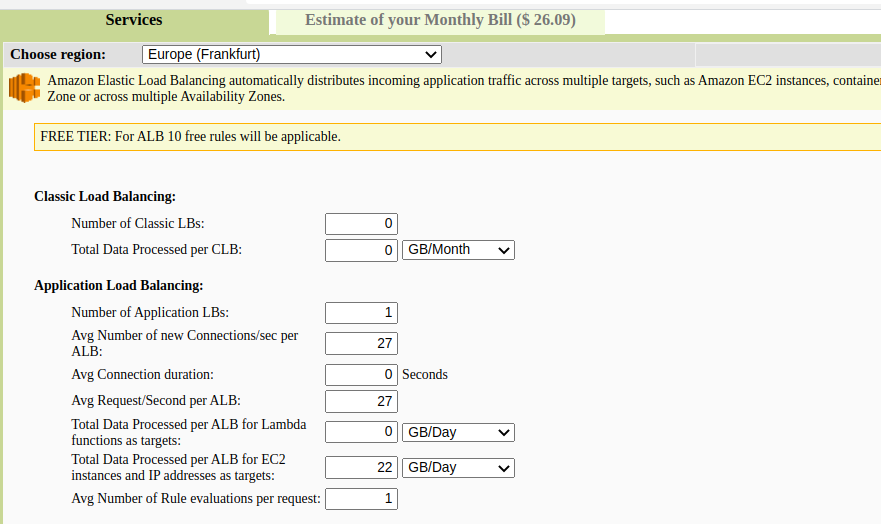 Services Estimate of your Monthly Bill ($ 26.09)
Choose region: Europe (Frankfurt)
Amazon Elastic Load Balancing automatically distributes incoming application traffic across multiple targets, such as Amazon EC2 instances, container
Zone or across multiple Availability Zones.
FREE TIER: For ALB 10 free rules will be applicable.
Classic Load Balancing:
Number of Classic LBs: 0
Total Data Processed per CLB: 0 GB/Month
Application Load Balancing:
Number of Application LBs: 1
Avg Number of new Connections/sec per
ALB: 27
Avg Connection duration: 0 Seconds
Avg Request/Second per ALB: 27
Total Data Processed per ALB for Lambda
functions as targets: 0 GB/Day
Total Data Processed per ALB for EC2
instances and IP addresses as targets: 22 GB/Day
Avg Number of Rule evaluations per request: 1